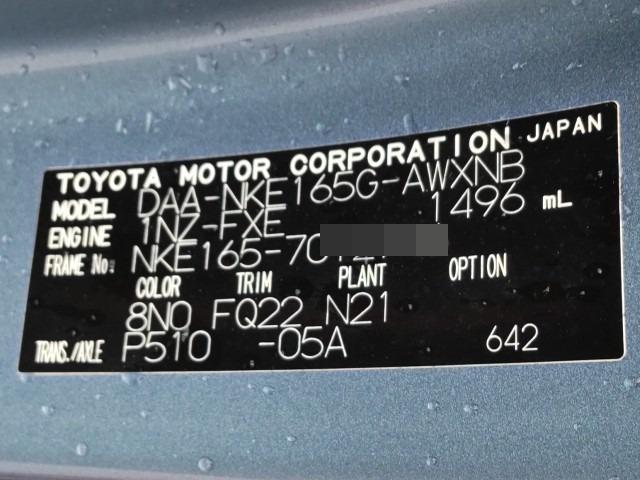 TOYOTA MOTOR CORPORATION JAPAN
MODEL DAA-NKE165G-AWXNB
ENGINE 1NZ-FXE 1496 mL
FRAME No: NKE165-70
COLOR TRIM PLANT OPTION
8N0 FQ22 N21
TRANS./AXLE P510 -05A 642